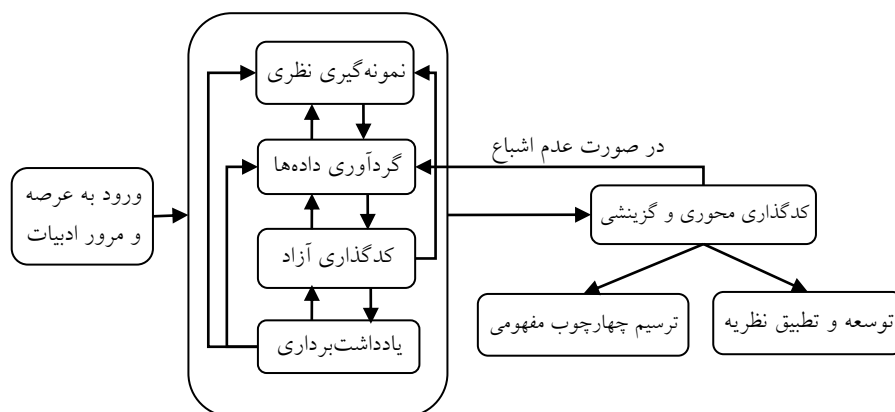 ورود به عرصه
و مرور ادبیات
نمونه‌گیری نظری
گردآوری داده‌ها
کدگذاری آزاد
یادداشت‌برداری
در صورت عدم اشباع
کدگذاری محوری و گزینشی
ترسیم چهارچوب مفهومی
توسعه و تطبیق نظریه